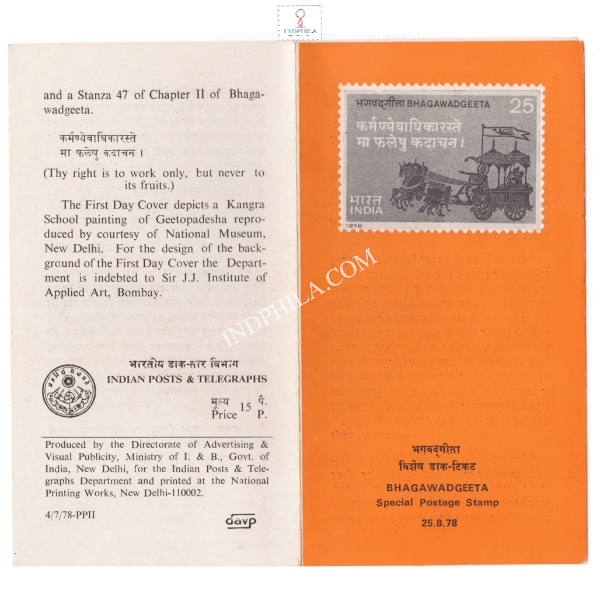 INDPHILA
and a Stanza 47 of Chapter II of Bhaga-
wadgeeta.
कर्मण्येवाधिकारस्ते
मा फलेषु कदाचन ।
(Thy right is to work only, but never to
its fruits.)
The First Day Cover depicts a Kangra
School painting of Geetopadesha repro-
duced by courtesy of National Museum,
New Delhi. For the design of the back-
ground of the First Day Cover the Depart-
ment is indebted to Sir J.J. Institute of
Applied Art, Bombay.
भारतीय डाक-तार विभाग
INDIAN POSTS & TELEGRAPHS
मूल्य 15 पै.
Price P.
Produced by the Directorate of Advertising &
Visual Publicity, Ministry of I. & B., Govt. of
India, New Delhi, for the Indian Posts & Tele-
graphs Department and printed at the National
Printing Works, New Delhi-110002.
4/7/78-PPII
davp
भगवद्गीता BHAGAWADGEETA 25
कर्मण्येवाधिकारस्ते
मा फलेषु कदाचन।
भारत
INDIA
1978
INDPHILA.COM
भगवद्गीता
विशेष डाक-टिकट
BHAGAWADGEETA
Special Postage Stamp
25.8.78